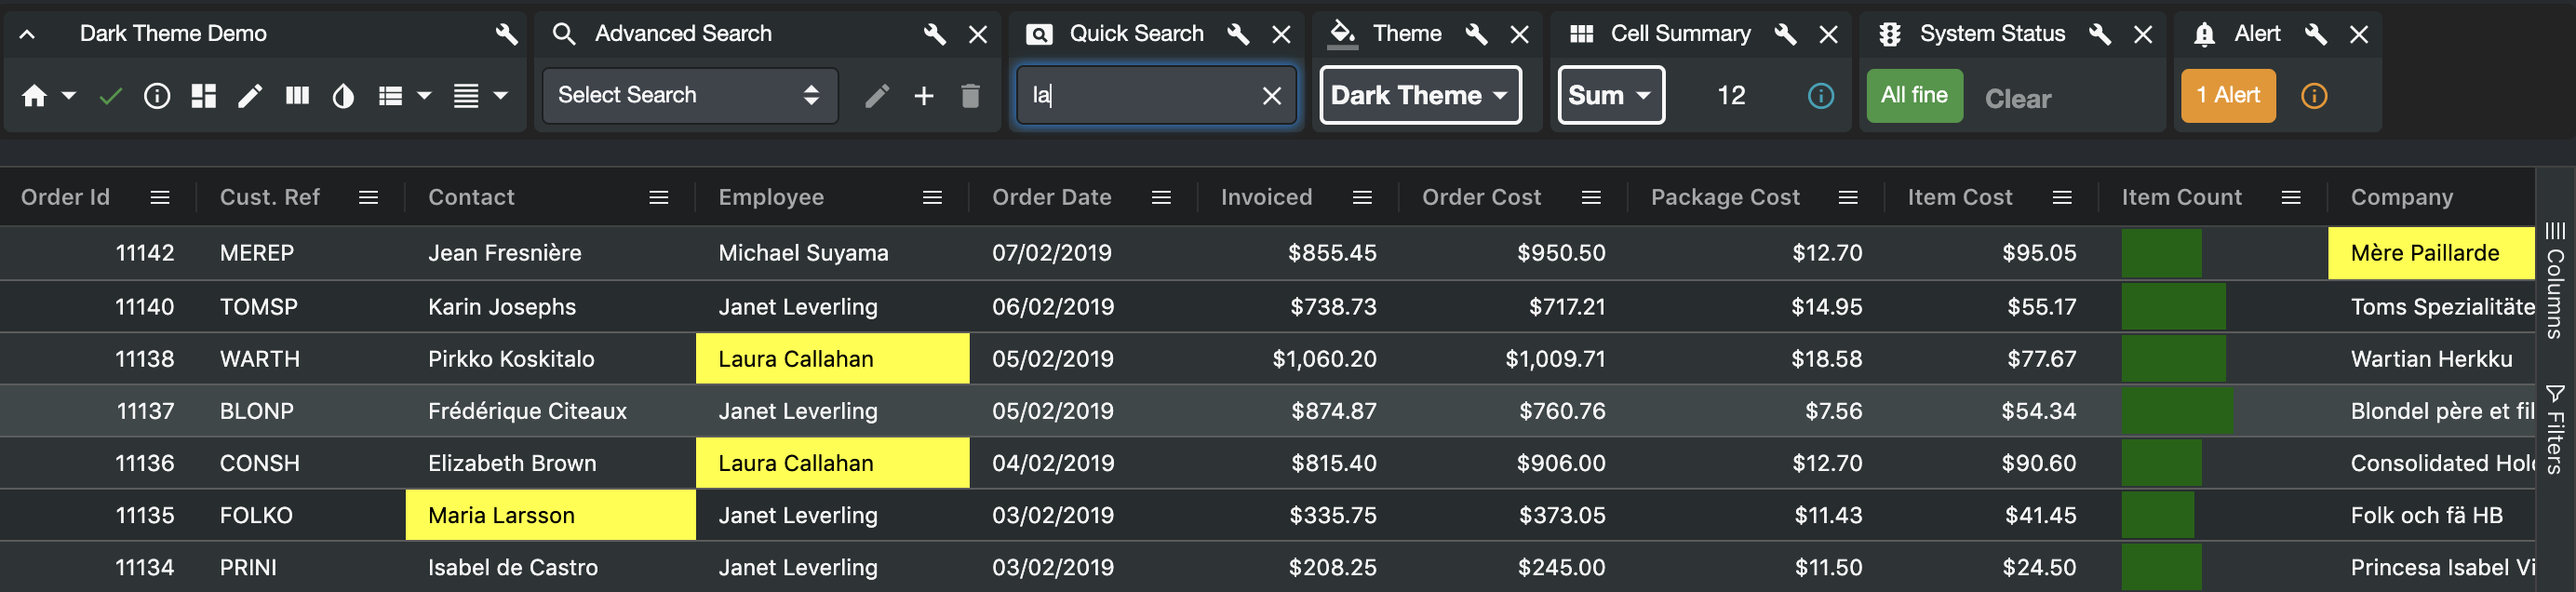 Dark Theme Demo Advanced Search Quick Search Theme Cell Summary System Status Alert
Select Search la Dark Theme Sum 12 All fine Clear 1 Alert
Order Id Cust. Ref Contact Employee Order Date Invoiced Order Cost Package Cost Item Cost Item Count Company
11142 MEREP Jean Fresnière Michael Suyama 07/02/2019 $855.45 $950.50 $12.70 $95.05 Mère Paillarde
11140 TOMSP Karin Josephs Janet Leverling 06/02/2019 $738.73 $717.21 $14.95 $55.17 Toms Spezialitäte
11138 WARTH Pirkko Koskitalo Laura Callahan 05/02/2019 $1,060.20 $1,009.71 $18.58 $77.67 Wartian Herkku
11137 BLONP Frédérique Citeaux Janet Leverling 05/02/2019 $874.87 $760.76 $7.56 $54.34 Blondel père et fil
11136 CONSH Elizabeth Brown Laura Callahan 04/02/2019 $815.40 $906.00 $12.70 $90.60 Consolidated Hol
11135 FOLKO Maria Larsson Janet Leverling 03/02/2019 $335.75 $373.05 $11.43 $41.45 Folk och fä HB
11134 PRINI Isabel de Castro Janet Leverling 03/02/2019 $208.25 $245.00 $11.50 $24.50 Princesa Isabel Vi
Columns
Filters